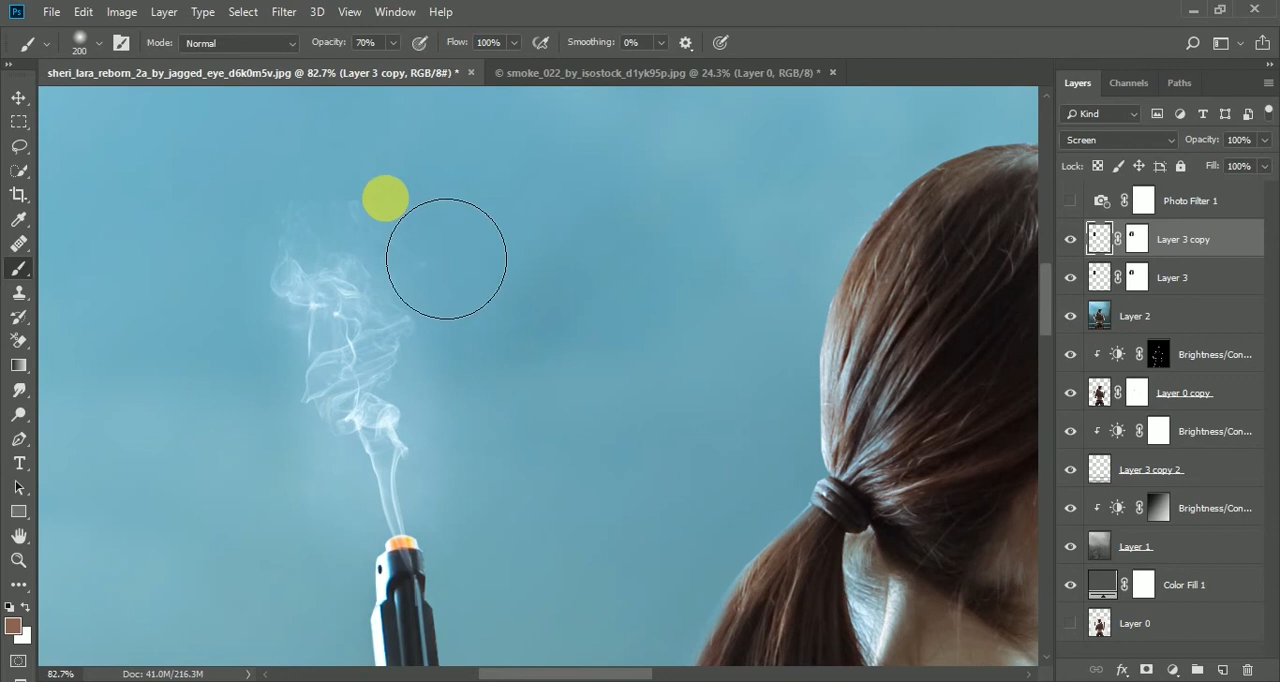 Ps File Edit Image Layer Type Select Filter 3D View Window Help
200 Mode: Normal Opacity: 70% Flow: 100% Smoothing: 0%
sheri_lara_reborn_2a_by_jagged_eye_d6k0m5v.jpg @ 82.7% (Layer 3 copy, RGB/8#) * × © smoke_022_by_isostock_d1yk95p.jpg @ 24.3% (Layer 0, RGB/8) * ×
Layers Channels Paths
Kind
Screen Opacity: 100%
Lock: Fill: 100%
Photo Filter 1
Layer 3 copy
Layer 3
Layer 2
Brightness/Con...
Layer 0 copy
Brightness/Con...
Layer 3 copy 2
Brightness/Con...
Layer 1
Color Fill 1
Layer 0
82.7% Doc: 41.0M/216.3M
fx